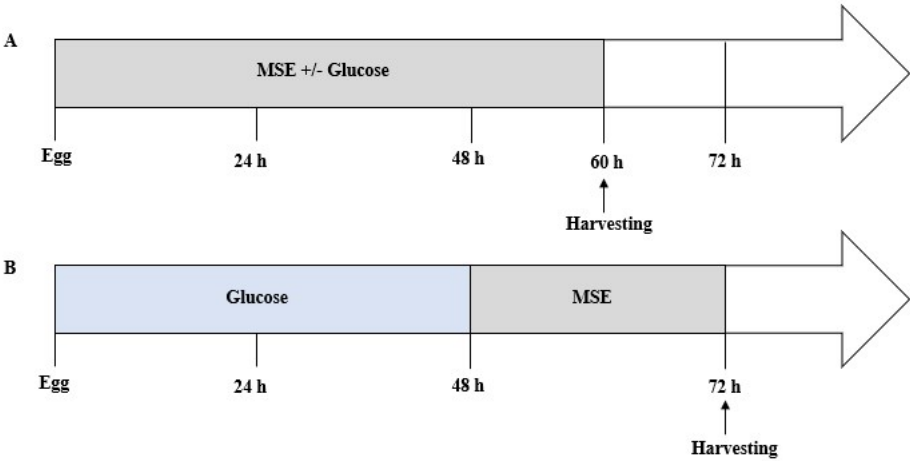 A
MSE +/- Glucose
Egg
24 h
48 h
60 h
72 h
Harvesting
B
Glucose
MSE
Egg
24 h
48 h
72 h
Harvesting